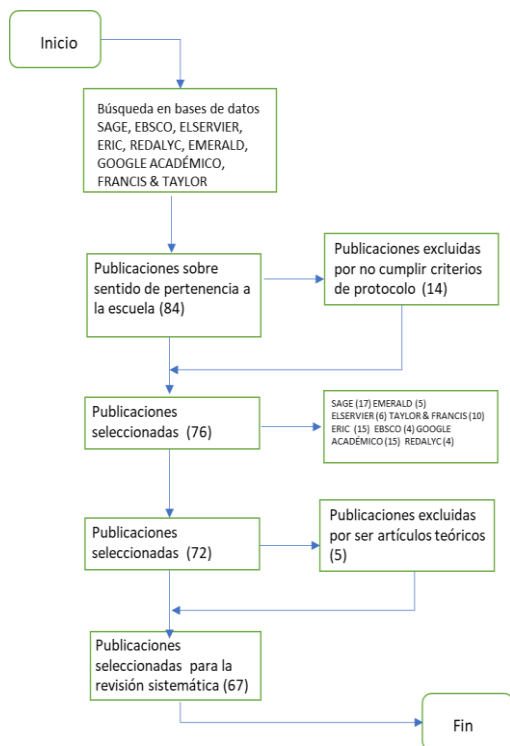 Inicio
Búsqueda en bases de datos
SAGE, EBSCO, ELSERVIER,
ERIC, REDALYC, EMERALD,
GOOGLE ACADÉMICO,
FRANCIS & TAYLOR
Publicaciones sobre
sentido de pertenencia a
la escuela (84)
Publicaciones excluidas
por no cumplir criterios
de protocolo (14)
Publicaciones
seleccionadas (76)
SAGE (17) EMERALD (5)
ELSERVIER (6) TAYLOR & FRANCIS (10)
ERIC (15) EBSCO (4) GOOGLE
ACADÉMICO (15) REDALYC (4)
Publicaciones
seleccionadas (72)
Publicaciones excluidas
por ser artículos teóricos
(5)
Publicaciones
seleccionadas para la
revisión sistemática (67)
Fin